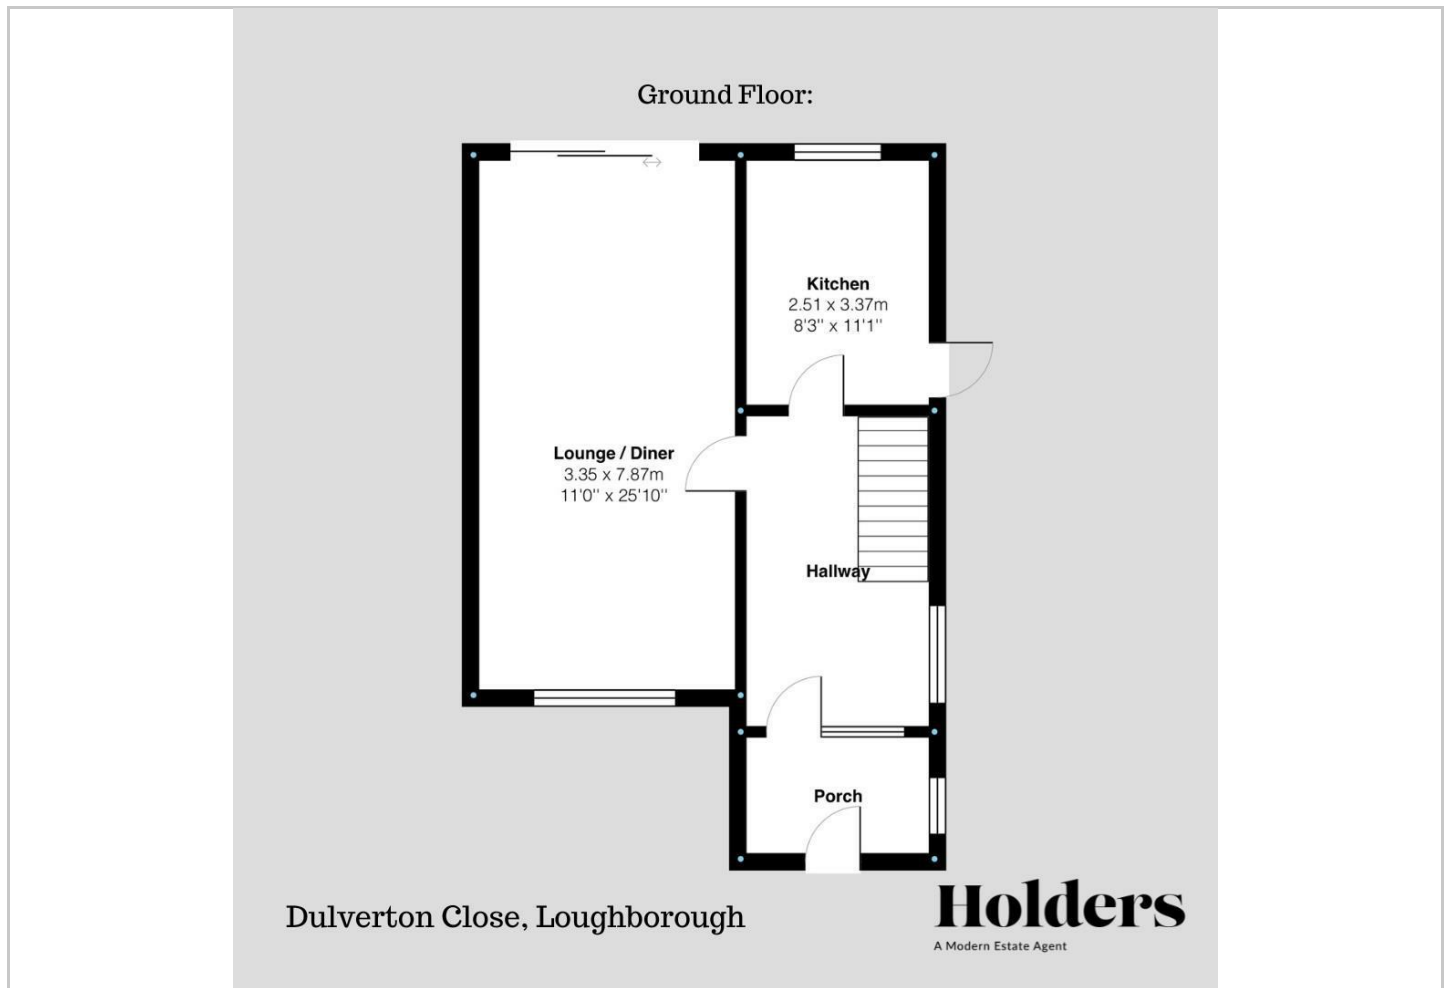 Ground Floor:
Kitchen
2.51 x 3.37m
8'3'' x 11'1''
Lounge / Diner
3.35 x 7.87m
11'0'' x 25'10''
Hallway
Porch
Dulverton Close, Loughborough
Holders
A Modern Estate Agent